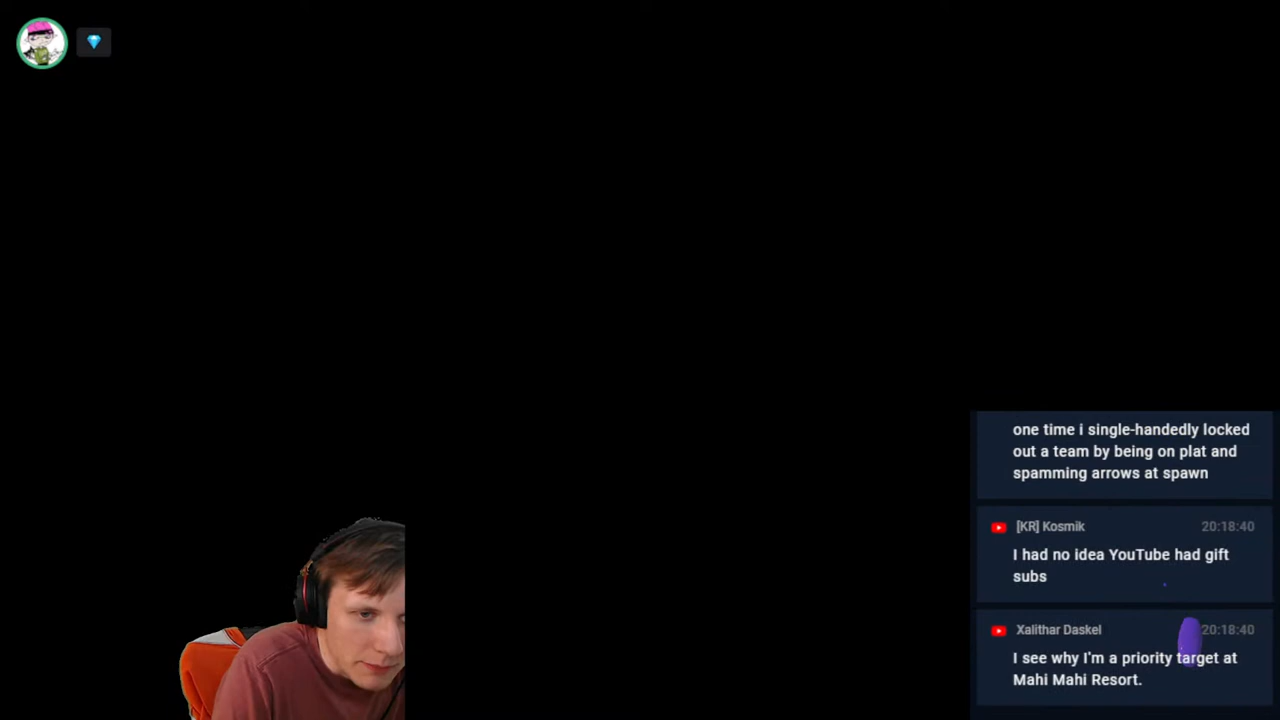 one time i single-handedly locked
out a team by being on plat and
spamming arrows at spawn
[KR] Kosmik 20:18:40
I had no idea YouTube had gift
subs
Xalithar Daskel 20:18:40
I see why I'm a priority target at
Mahi Mahi Resort.